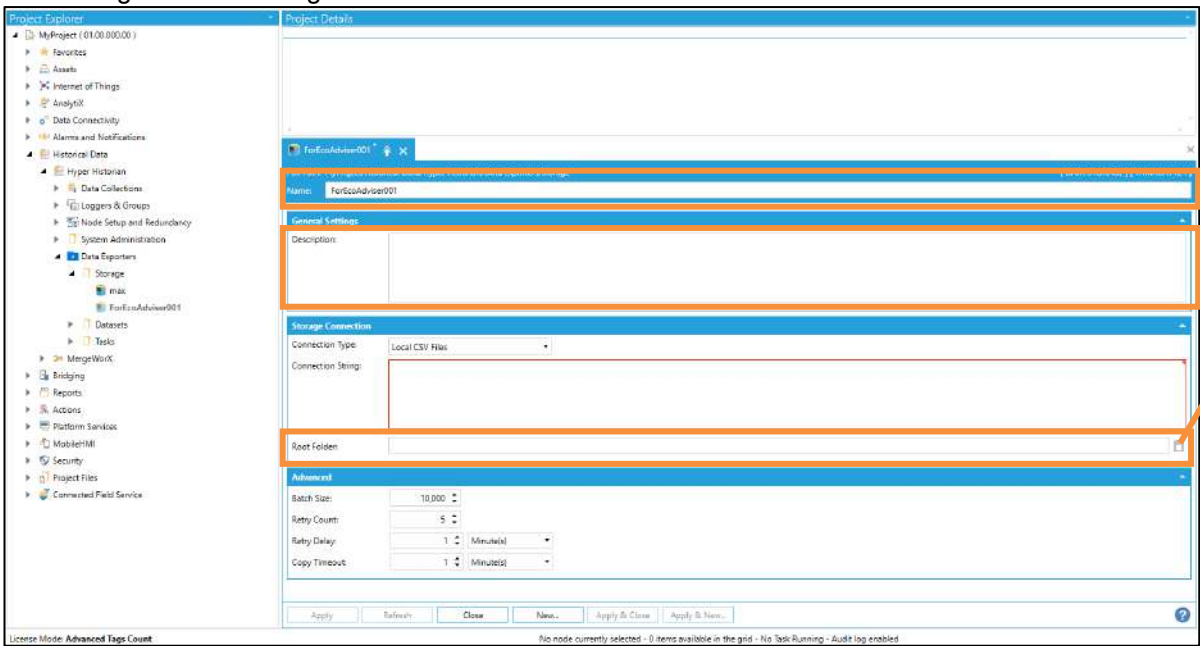 Project Explorer
MyProject ( 01.00.000.00 )
Favorites
Assets
Internet of Things
AnalytiX
Data Connectivity
Alarms and Notifications
Historical Data
Hyper Historian
Data Collections
Loggers & Groups
Node Setup and Redundancy
System Administration
Data Exporters
Storage
max
ForEcoAdviser001
Datasets
Tasks
MergeWorX
Bridging
Reports
Actions
Platform Services
MobileHMI
Security
Project Files
Connected Field Service
Project Details
ForEcoAdviser001*
Name: ForEcoAdviser001
General Settings
Description:
Storage Connection
Connection Type: Local CSV Files
Connection String:
Root Folder:
Advanced
Batch Size: 10,000
Retry Count: 5
Retry Delay: 1 Minute(s)
Copy Timeout: 1 Minute(s)
Apply Refresh Close New... Apply & Close Apply & New...
License Mode: Advanced Tags Count
No node currently selected - 0 items available in the grid - No Task Running - Audit log enabled